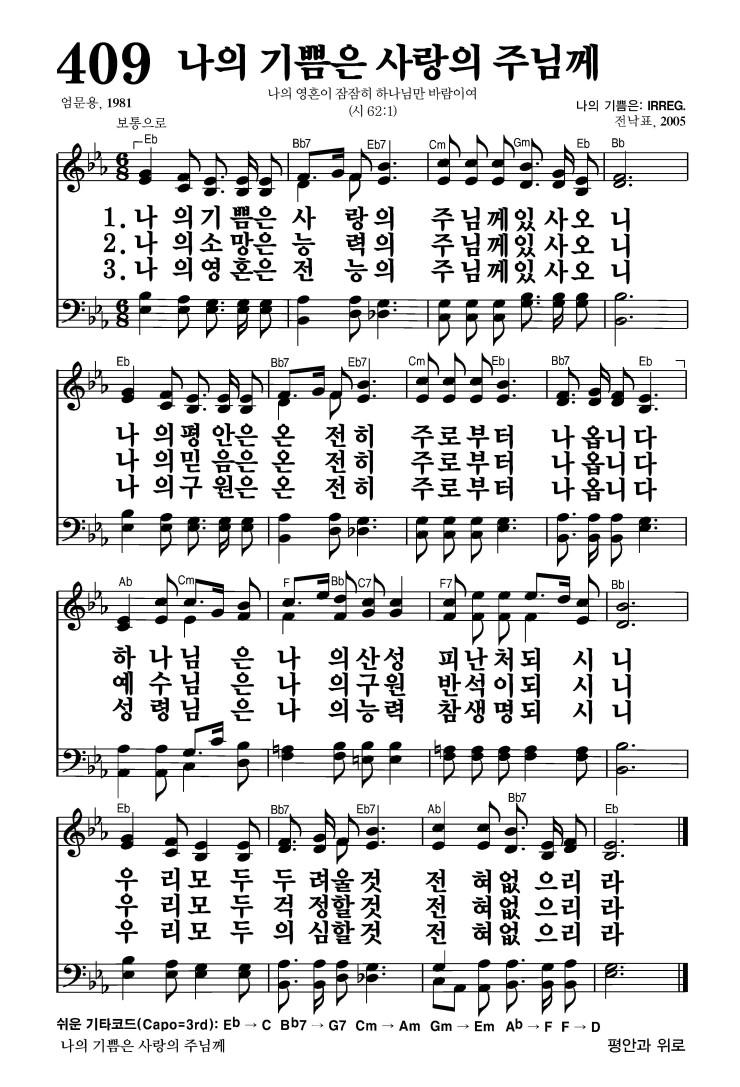 409 나의 기쁨은 사랑의 주님께
나의 영혼이 잠잠히 하나님만 바람이여
(시 62:1)
엄문용, 1981
나의 기쁨은: IRREG.
전낙표, 2005
보통으로
6/8
Eb Bb7 Eb7 Cm Gm Eb Bb
1. 나 의 기 쁨은 사 랑의 주 님께있 사오 니
2. 나 의 소 망은 능 력의 주 님께있 사오 니
3. 나 의 영 혼은 전 능의 주 님께있 사오 니
6/8
Eb Bb7 Eb7 Cm Eb Bb7 Eb
나 의평 안은 온 전히 주로부터 나 옵니다
나 의믿 음은 온 전히 주로부터 나 옵니다
나 의구 원은 온 전히 주로부터 나 옵니다
Ab Cm F Bb C7 F7 Bb
하 나님 은 나 의산성 피난처되 시 니
예 수님 은 나 의구원 반석이되 시 니
성 령님 은 나 의능력 참생명되 시 니
Eb Bb7 Eb7 Ab Bb7 Eb
우 리모 두 두 려울것 전 혀없 으리 라
우 리모 두 걱 정할것 전 혀없 으리 라
우 리모 두 의 심할것 전 혀없 으리 라
쉬운 기타코드(Capo=3rd): Eb → C Bb7 → G7 Cm → Am Gm → Em Ab → F F → D
나의 기쁨은 사랑의 주님께
평안과 위로